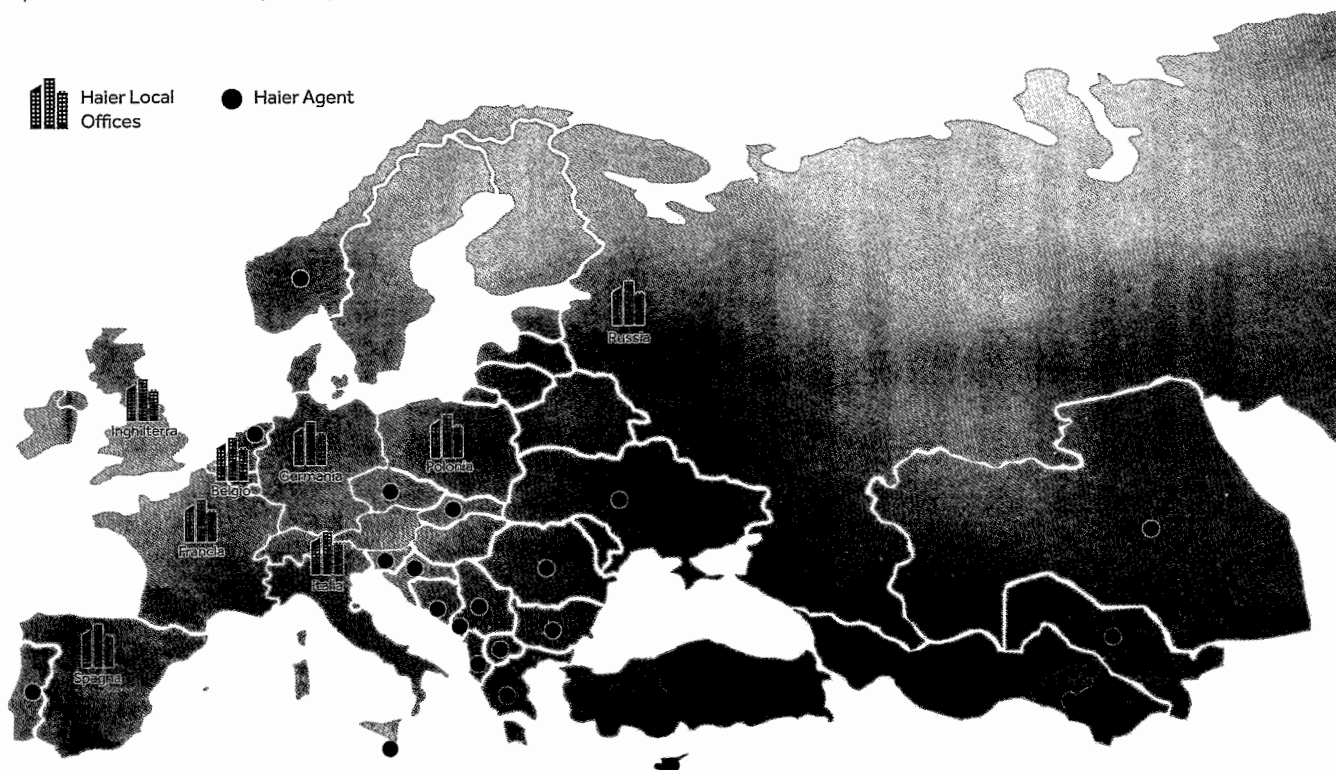 Haier Local
Offices
Haier Agent
Russia
Inghilterra
Belgio
Germania
Polonia
Francia
Italia
Spagna